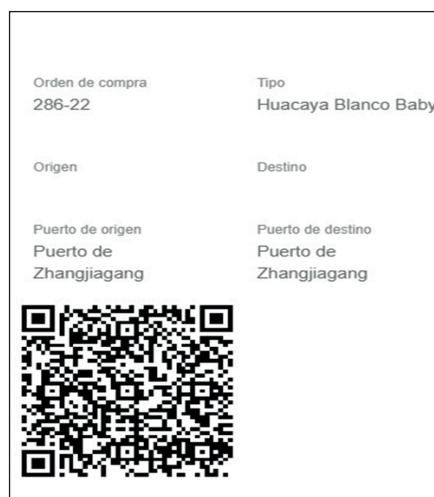 Orden de compra
286-22
Tipo
Huacaya Blanco Baby
Origen
Destino
Puerto de origen
Puerto de
Zhangjiagang
Puerto de destino
Puerto de
Zhangjiagang